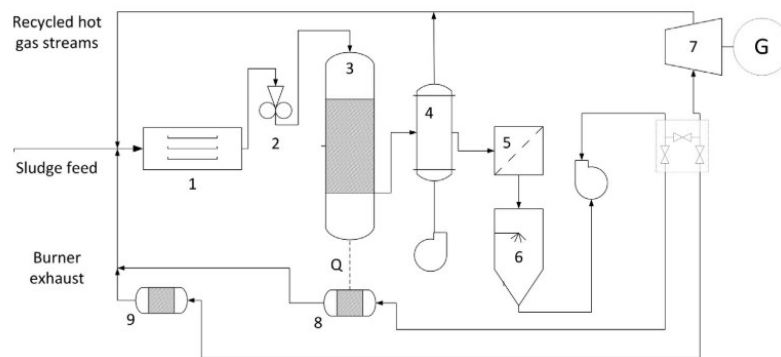 Recycled hot
gas streams
3
7
G
4
2
5
Sludge feed
1
6
Burner
exhaust
Q
9
8